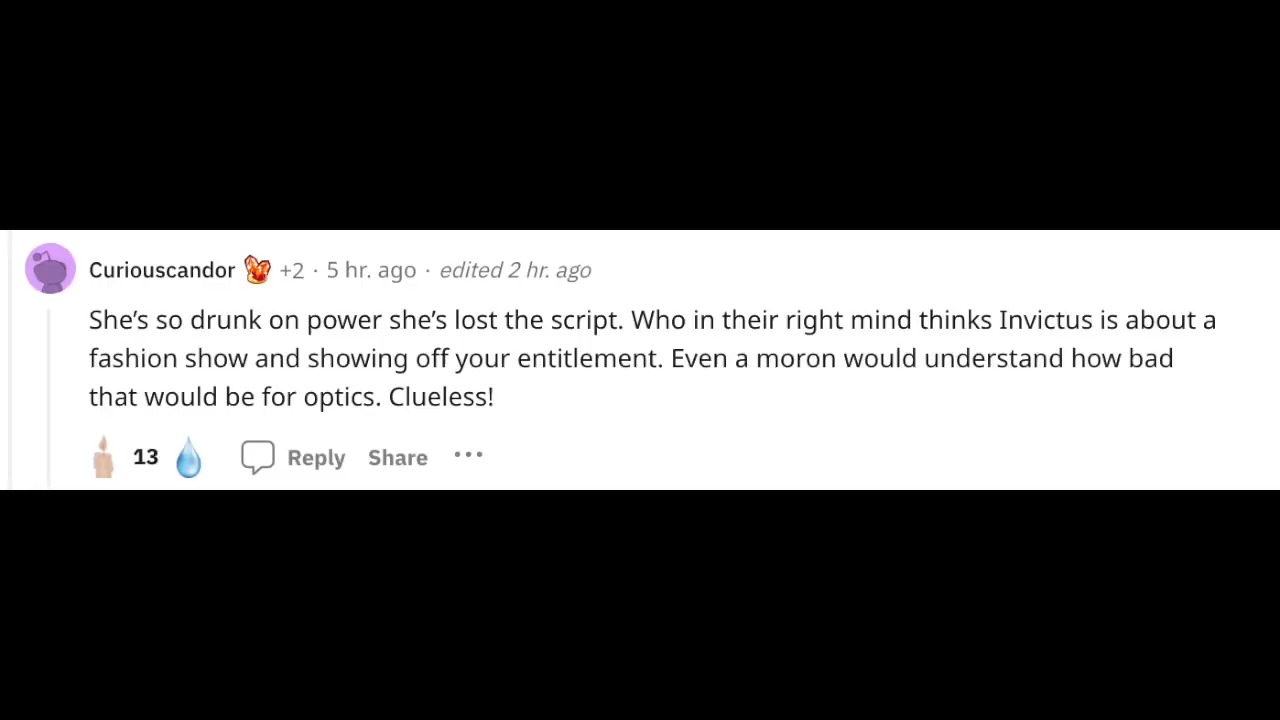 Curiouscandor +2 · 5 hr. ago · edited 2 hr. ago
She’s so drunk on power she’s lost the script. Who in their right mind thinks Invictus is about a
fashion show and showing off your entitlement. Even a moron would understand how bad
that would be for optics. Clueless!
13 Reply Share ···